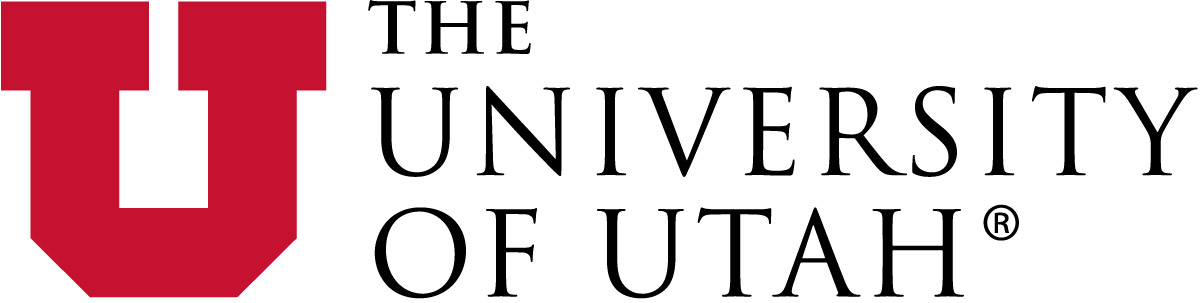 U
THE
UNIVERSITY
OF UTAH®